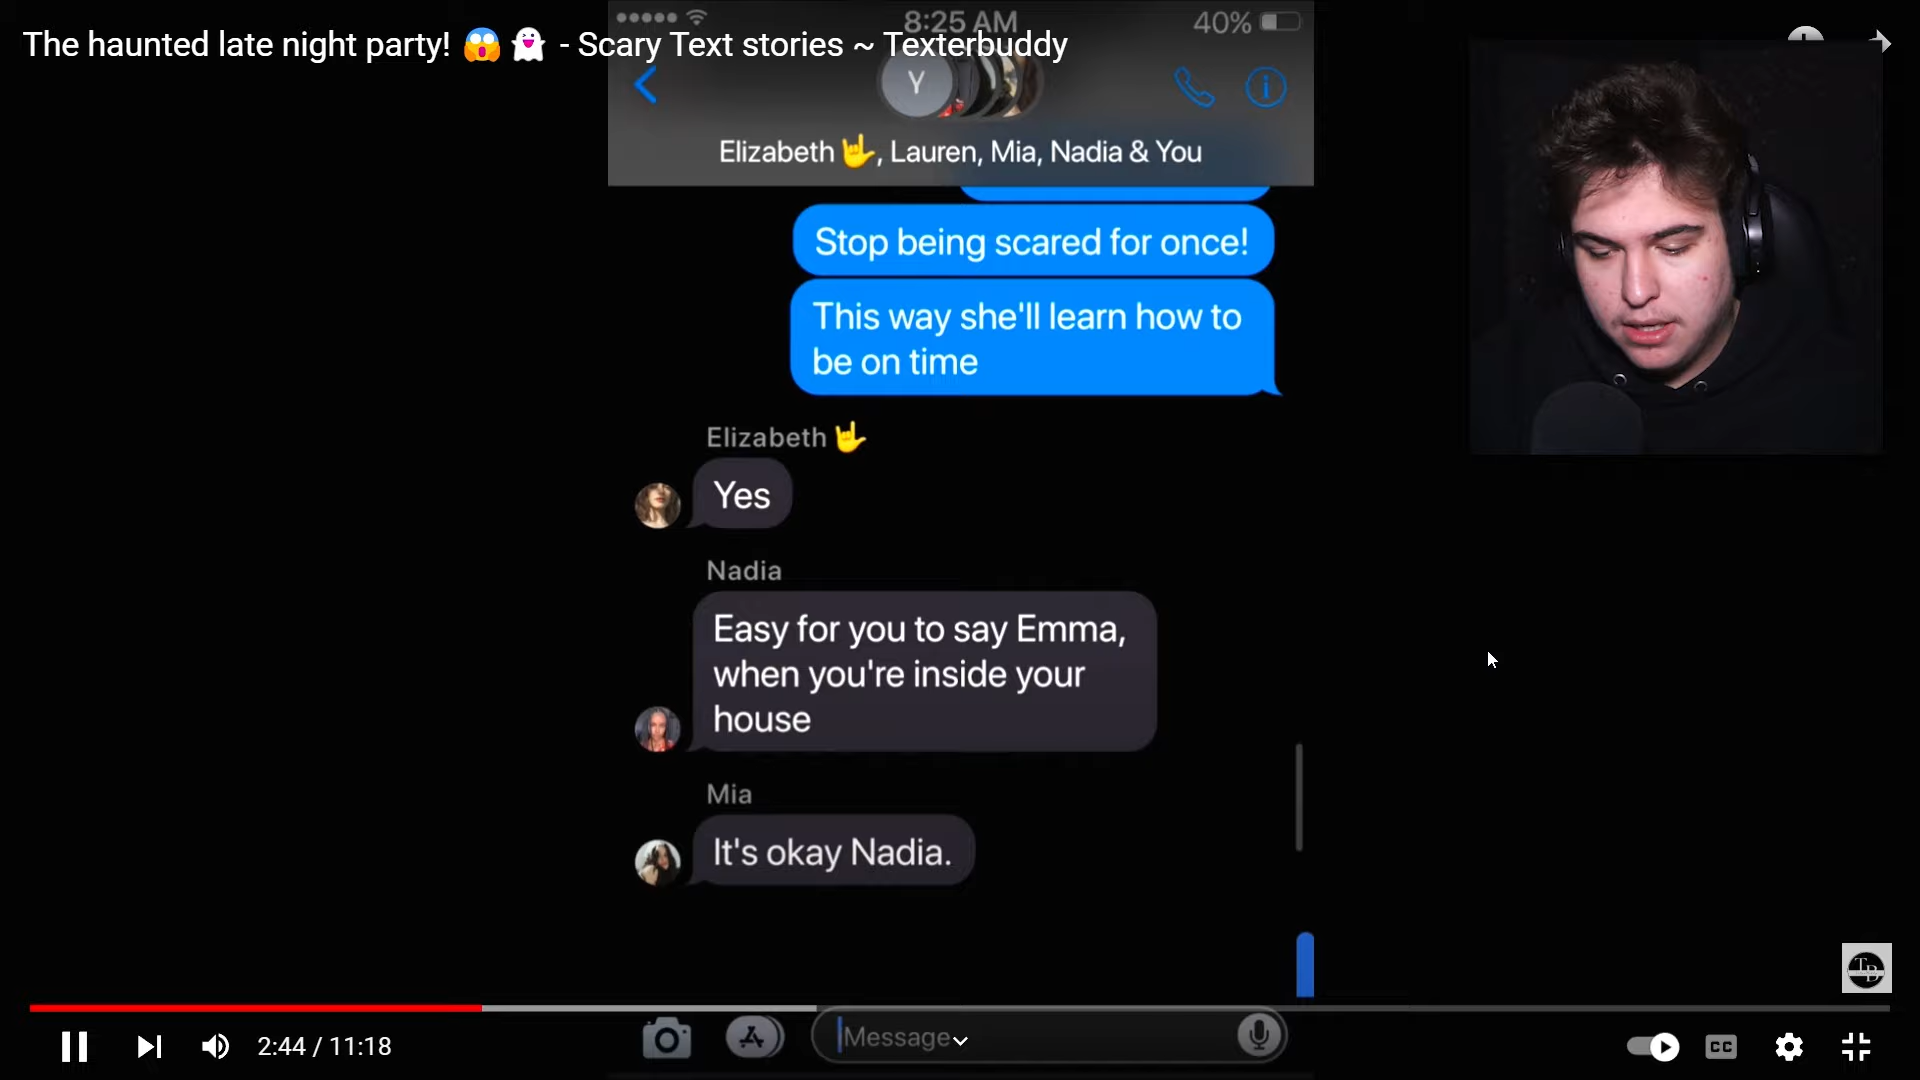 8:25 AM
40%
The haunted late night party! 😱👻 - Scary Text stories ~ Texterbuddy
Y
Elizabeth🤟, Lauren, Mia, Nadia & You
Stop being scared for once!
This way she'll learn how to
be on time
Elizabeth🤟
Yes
Nadia
Easy for you to say Emma,
when you're inside your
house
Mia
It's okay Nadia.
TB
Message
2:44 / 11:18
CC